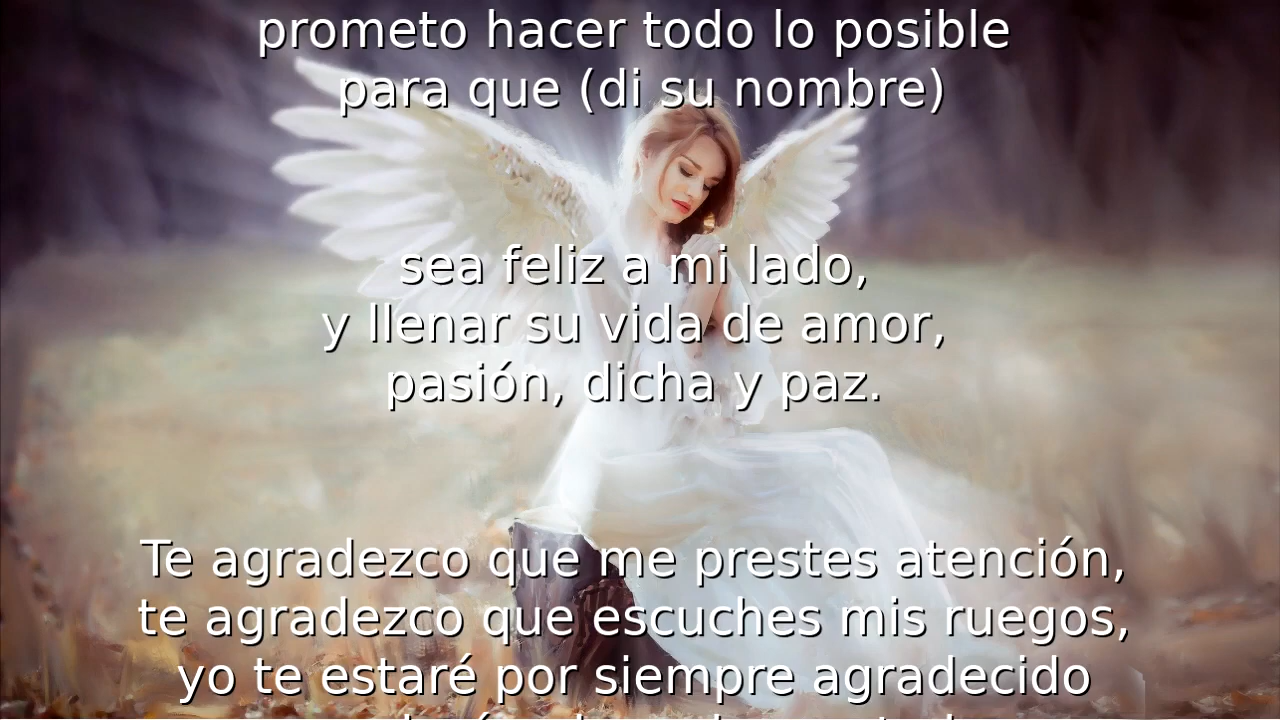 prometo hacer todo lo posible
para que (di su nombre)
sea feliz a mi lado,
y llenar su vida de amor,
pasión, dicha y paz.
Te agradezco que me prestes atención,
te agradezco que escuches mis ruegos,
yo te estaré por siempre agradecido